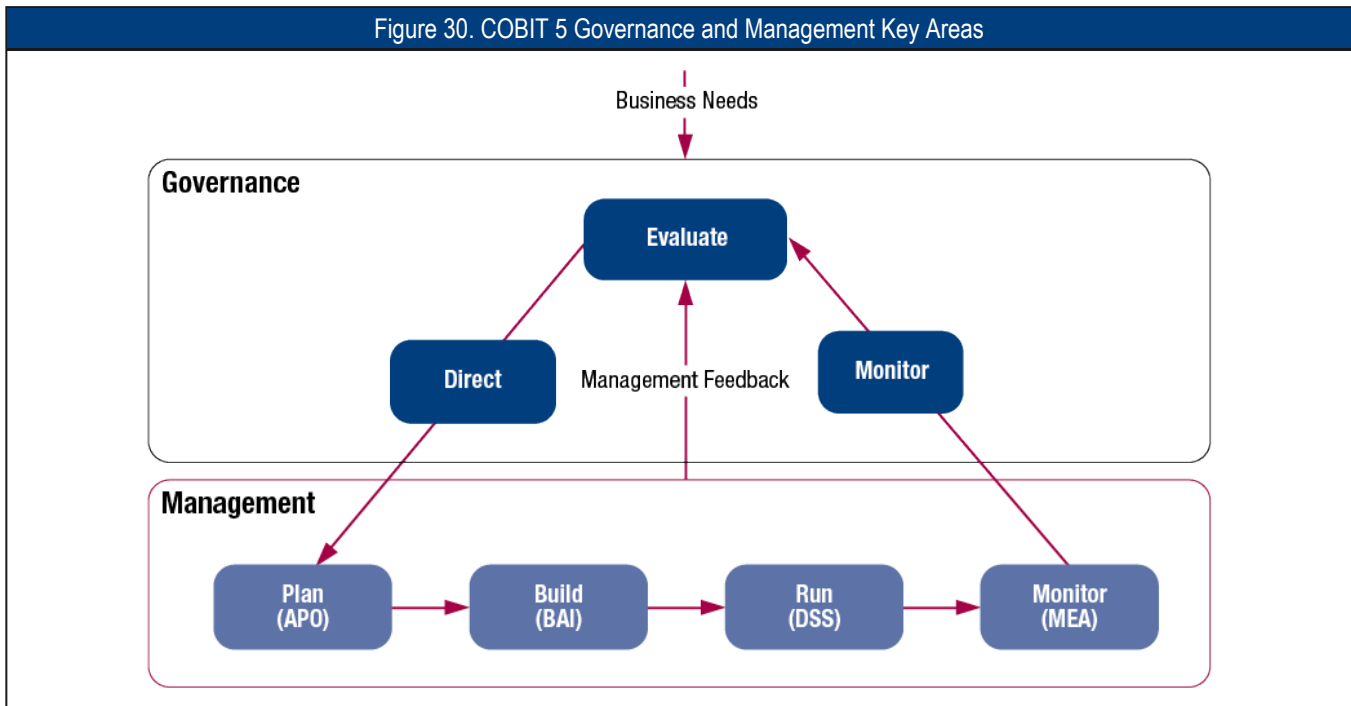 Figure 30. COBIT 5 Governance and Management Key Areas
Business Needs
Governance
Evaluate
Direct
Management Feedback
Monitor
Management
Plan
(APO)
Build
(BAI)
Run
(DSS)
Monitor
(MEA)